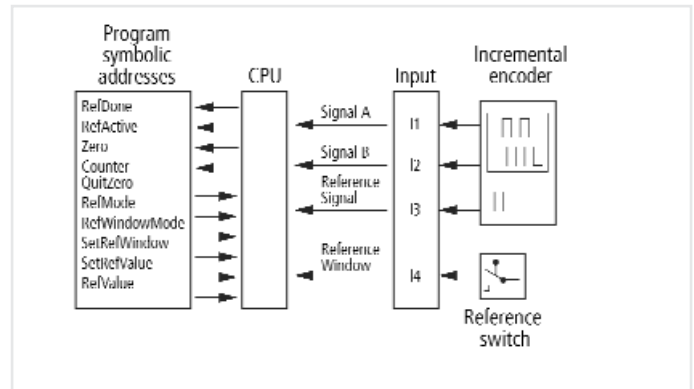 Program
symbolic
addresses
CPU
Input
Incremental
encoder
RefDone
RefActive
Zero
Counter
QuitZero
RefMode
RefWindowMode
SetRefWindow
SetRefValue
RefValue
Signal A
Signal B
Reference
Signal
Reference
Window
I1
I2
I3
I4
Reference
switch